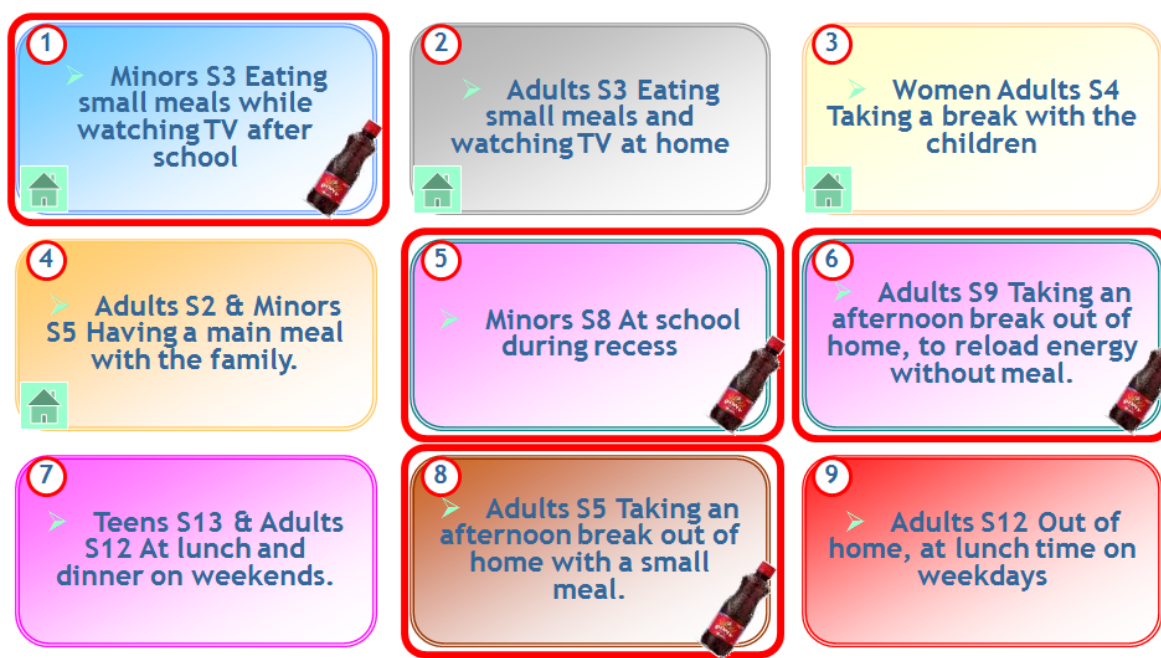 1
➢ Minors S3 Eating
small meals while
watching TV after
school
2
➢ Adults S3 Eating
small meals and
watching TV at home
3
➢ Women Adults S4
Taking a break with the
children
4
➢ Adults S2 & Minors
S5 Having a main meal
with the family.
5
➢ Minors S8 At school
during recess
6
➢ Adults S9 Taking an
afternoon break out of
home, to reload energy
without meal.
7
➢ Teens S13 & Adults
S12 At lunch and
dinner on weekends.
8
➢ Adults S5 Taking an
afternoon break out of
home with a small
meal.
9
➢ Adults S12 Out of
home, at lunch time on
weekdays